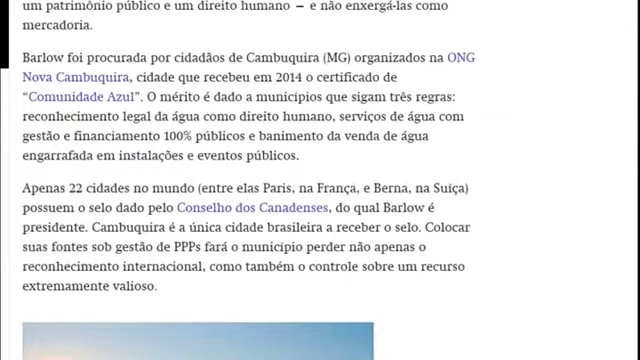 um patrimônio público e um direito humano — e não enxergá-las como
mercadoria.
Barlow foi procurada por cidadãos de Cambuquira (MG) organizados na ONG
Nova Cambuquira, cidade que recebeu em 2014 o certificado de
“Comunidade Azul”. O mérito é dado a municípios que sigam três regras:
reconhecimento legal da água como direito humano, serviços de água com
gestão e financiamento 100% públicos e banimento da venda de água
engarrafada em instalações e eventos públicos.
Apenas 22 cidades no mundo (entre elas Paris, na França, e Berna, na Suíça)
possuem o selo dado pelo Conselho dos Canadenses, do qual Barlow é
presidente. Cambuquira é a única cidade brasileira a receber o selo. Colocar
suas fontes sob gestão de PPPs fará o município perder não apenas o
reconhecimento internacional, como também o controle sobre um recurso
extremamente valioso.